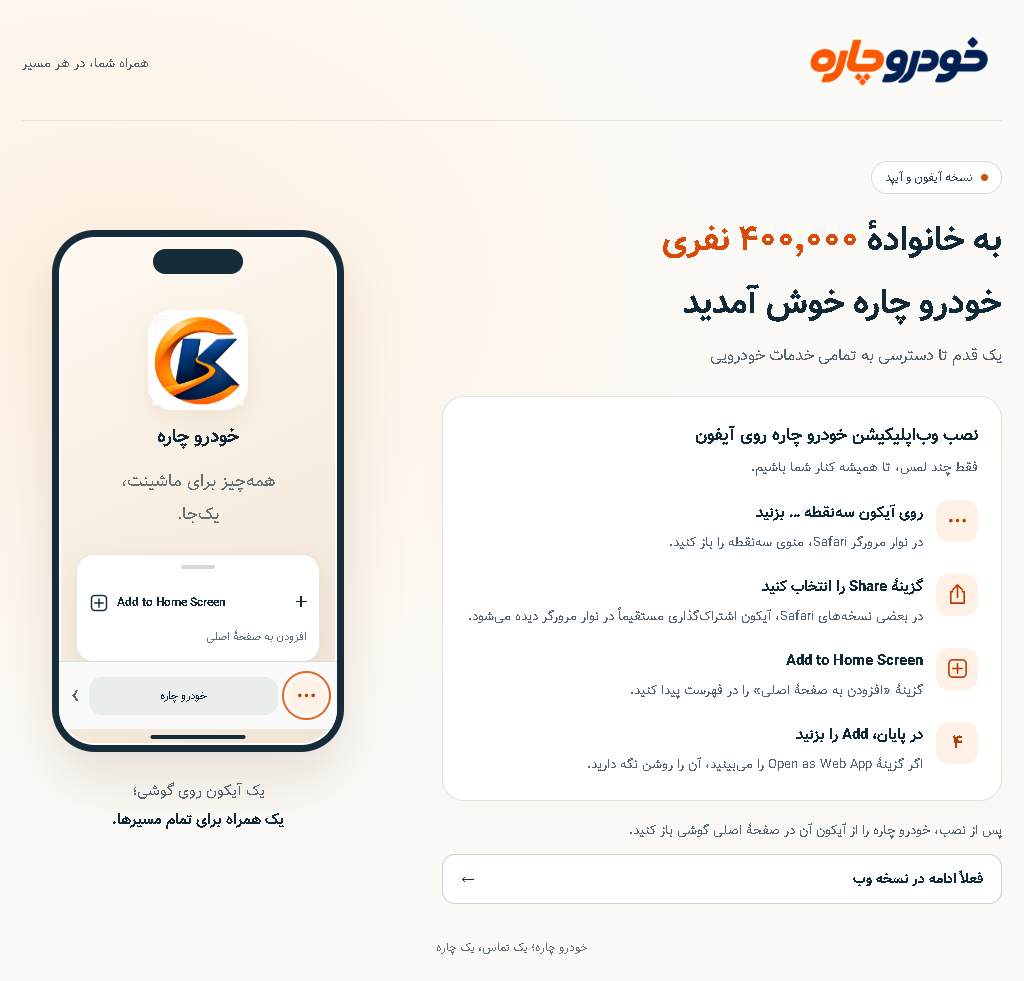 خودروچاره
همراه شما، در هر مسیر
نسخه آیفون و آیپد
به خانوادهٔ ۴۰۰,۰۰۰ نفری
خودرو چاره خوش آمدید
یک قدم تا دسترسی به تمامی خدمات خودرویی
نصب وب‌اپلیکیشن خودرو چاره روی آیفون
فقط چند لمس، تا همیشه کنار شما باشیم.
روی آیکون سه‌نقطه … بزنید
در نوار مرورگر Safari، منوی سه‌نقطه را باز کنید.
گزینهٔ Share را انتخاب کنید
در بعضی نسخه‌های Safari، آیکون اشتراک‌گذاری مستقیماً در نوار مرورگر دیده می‌شود.
Add to Home Screen
گزینهٔ «افزودن به صفحهٔ اصلی» را در فهرست پیدا کنید.
۴
در پایان، Add را بزنید
اگر گزینهٔ Open as Web App را می‌بینید، آن را روشن نگه دارید.
پس از نصب، خودرو چاره را از آیکون آن در صفحهٔ اصلی گوشی باز کنید.
فعلاً ادامه در نسخه وب ←
خودرو چاره
همه‌چیز برای ماشینت،
یک‌جا.
Add to Home Screen +
افزودن به صفحهٔ اصلی
خودرو چاره
یک آیکون روی گوشی؛
یک همراه برای تمام مسیرها.
خودرو چاره؛ یک تماس، یک چاره